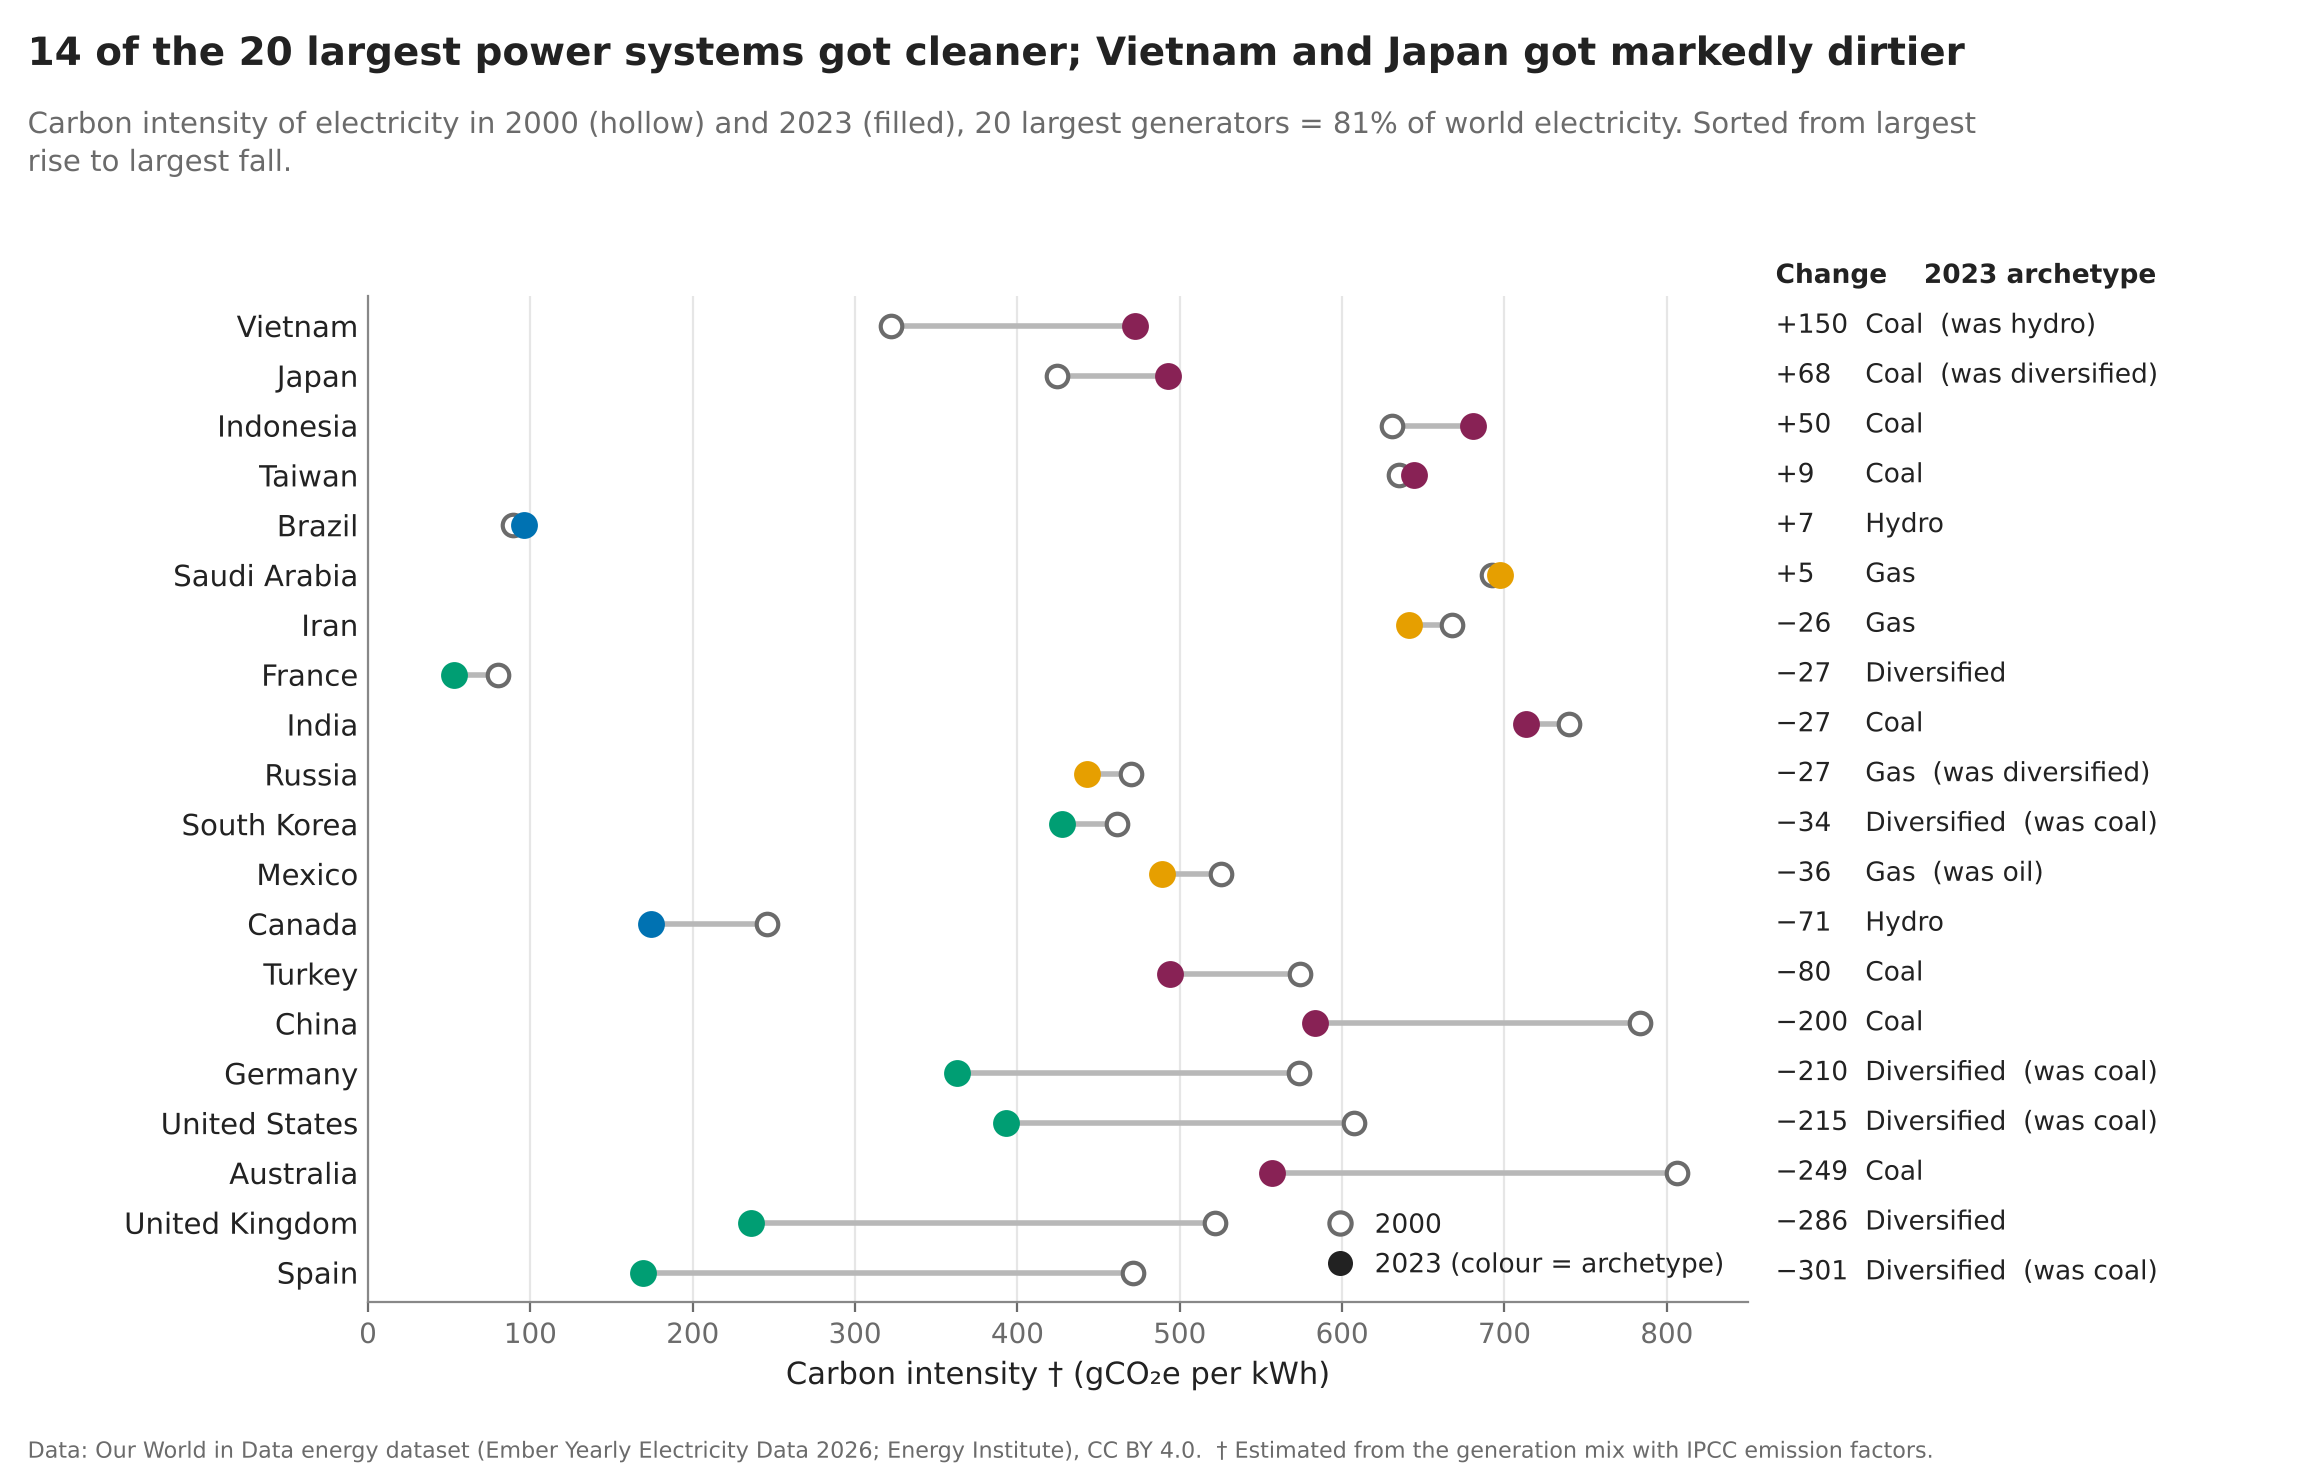 14 of the 20 largest power systems got cleaner; Vietnam and Japan got markedly dirtier
Carbon intensity of electricity in 2000 (hollow) and 2023 (filled), 20 largest generators = 81% of world electricity. Sorted from largest
rise to largest fall.
Change 2023 archetype
Vietnam +150 Coal (was hydro)
Japan +68 Coal (was diversified)
Indonesia +50 Coal
Taiwan +9 Coal
Brazil +7 Hydro
Saudi Arabia +5 Gas
Iran −26 Gas
France −27 Diversified
India −27 Coal
Russia −27 Gas (was diversified)
South Korea −34 Diversified (was coal)
Mexico −36 Gas (was oil)
Canada −71 Hydro
Turkey −80 Coal
China −200 Coal
Germany −210 Diversified (was coal)
United States −215 Diversified (was coal)
Australia −249 Coal
United Kingdom 2000 −286 Diversified
2023 (colour = archetype)
Spain −301 Diversified (was coal)
0 100 200 300 400 500 600 700 800
Carbon intensity † (gCO₂e per kWh)
Data: Our World in Data energy dataset (Ember Yearly Electricity Data 2026; Energy Institute), CC BY 4.0. † Estimated from the generation mix with IPCC emission factors.